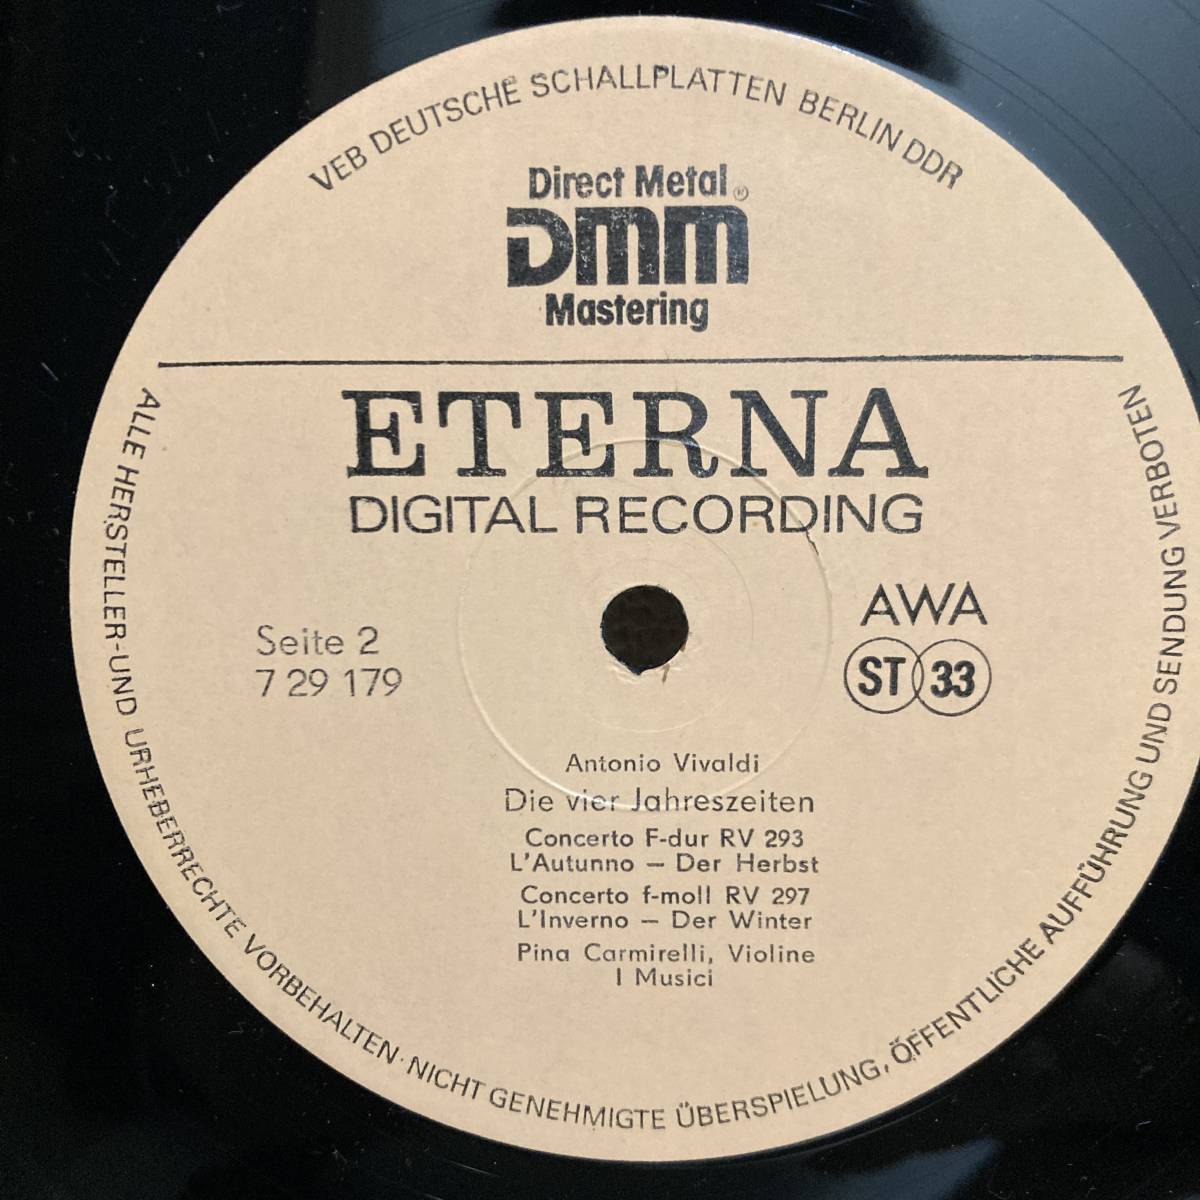 VEB DEUTSCHE SCHALLPLATTEN BERLIN DDR
Direct Metal ®
DMM
Mastering
ETERNA
DIGITAL RECORDING
AWA
ST 33
Seite 2
7 29 179
Antonio Vivaldi
Die vier Jahreszeiten
Concerto F-dur RV 293
L'Autunno – Der Herbst
Concerto f-moll RV 297
L'Inverno – Der Winter
Pina Carmirelli, Violine
I Musici
ALLE HERSTELLER-UND URHEBERRECHTE VORBEHALTEN·NICHT GENEHMIGTE ÜBERSPIELUNG, ÖFFENTLICHE AUFFÜHRUNG UND SENDUNG VERBOTEN